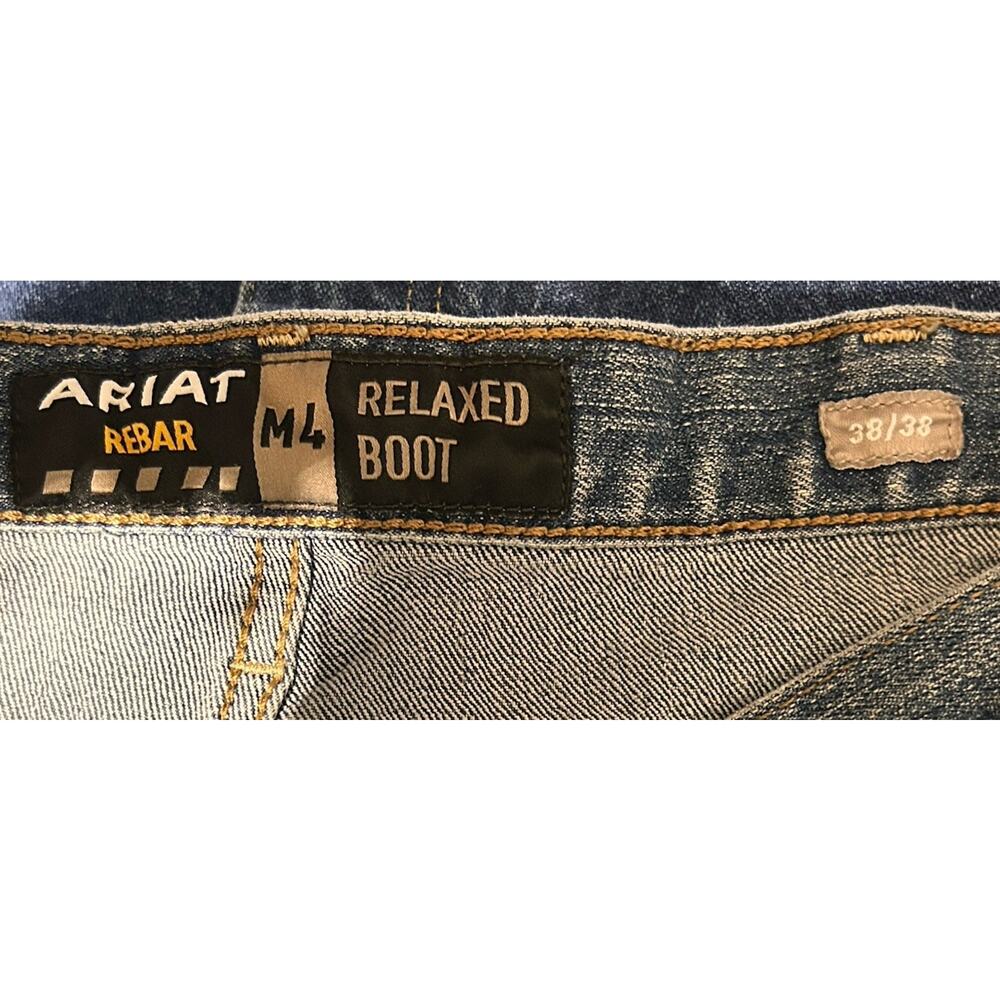 ARIAT
REBAR
M4
RELAXED
BOOT
38/38